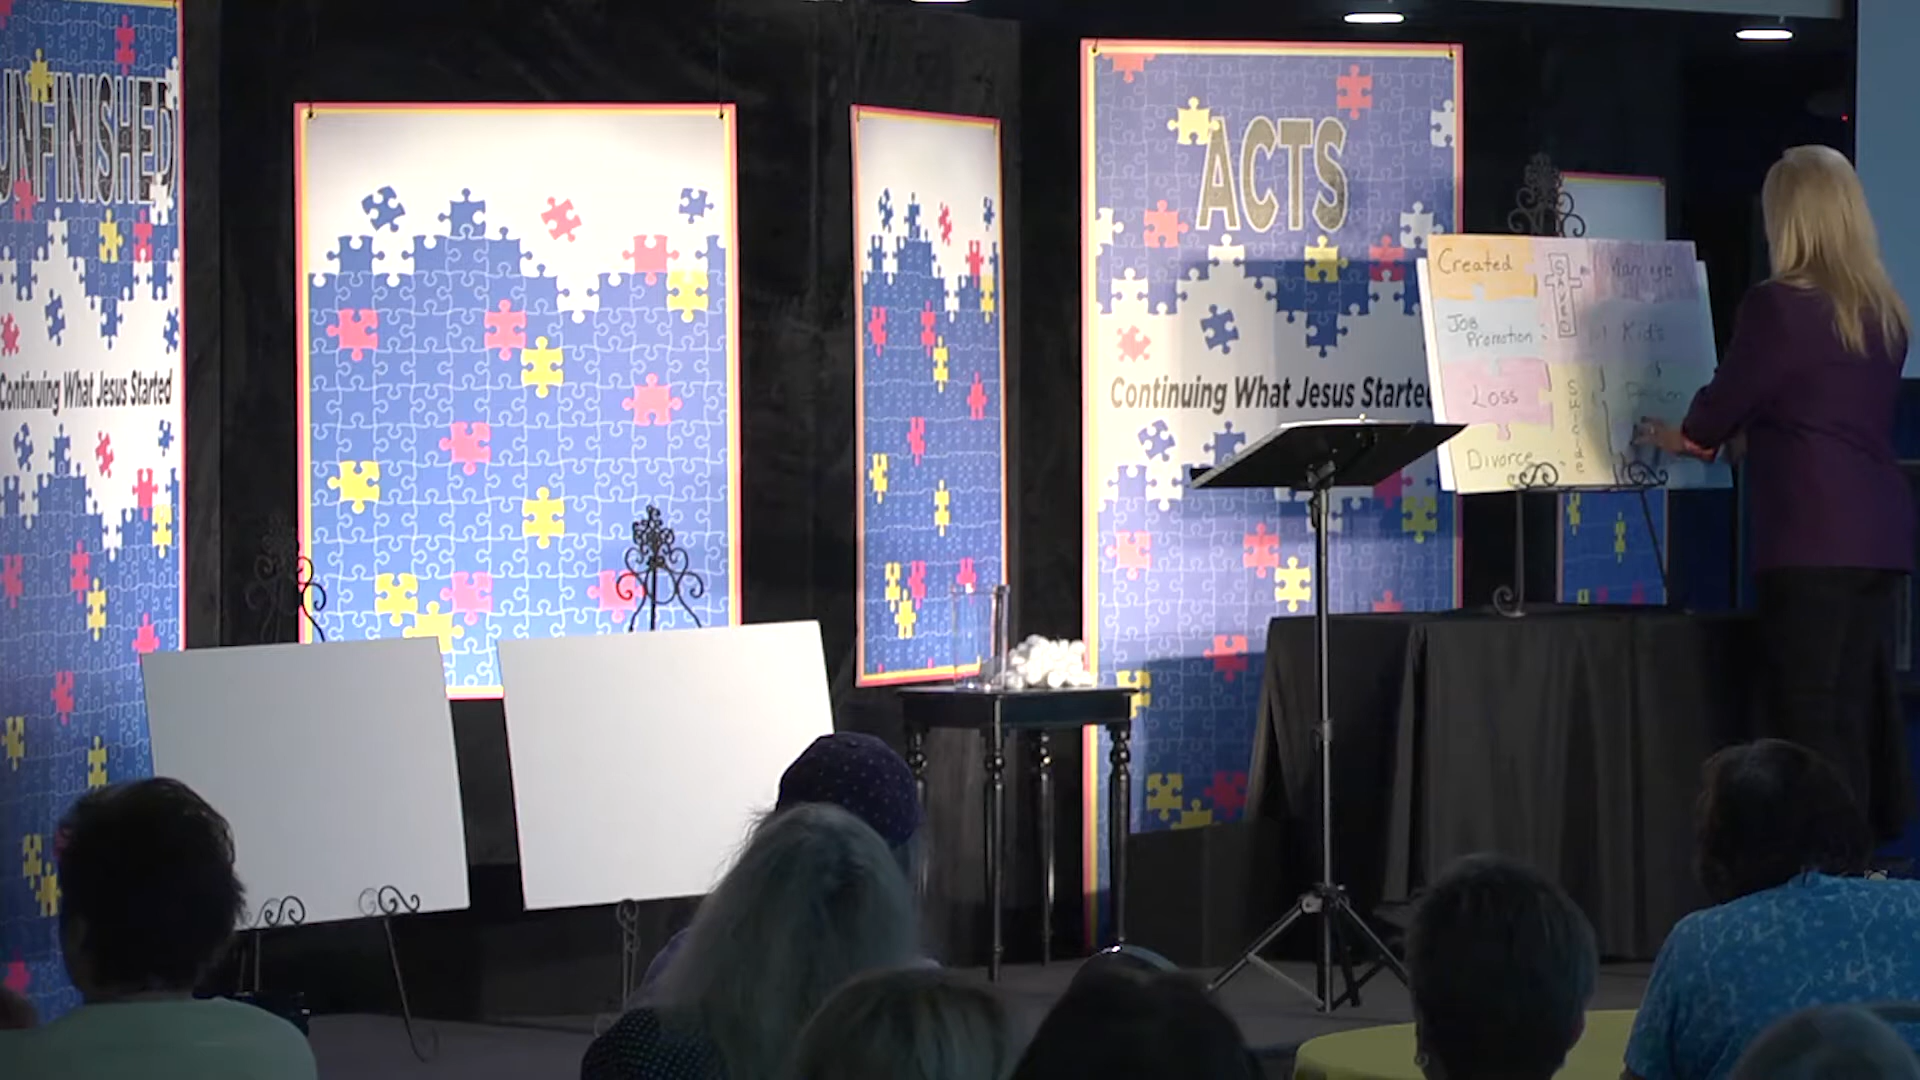 UNFINISHED
Continuing What Jesus Started
ACTS
Continuing What Jesus Started
Created
SAVED
Marriage
Job
Promotion
Kids
Loss
Suicide
Divorce